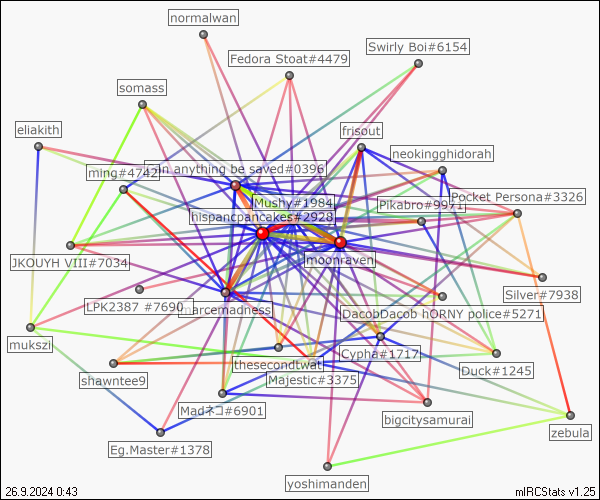 normalwan
Swirly Boi#6154
Fedora Stoat#4479
somass
eliakith
frisout
neokingghidorah
ming#4742
an anything be saved#0396
Pocket Persona#3326
Mushy#1984
Pikabro#9971
hispancpancakes#2928
JKOUYH VIII#7034
moonraven
Silver#7938
LPK2387 #7690
marcemadness
DacobDacob hORNY police#5271
mukszi
Cypha#1717
thesecondtwat
Duck#1245
shawntee9
Majestic#3375
Madネコ#6901
bigcitysamurai
zebula
Eg.Master#1378
yoshimanden
26.9.2024 0:43
mIRCStats v1.25